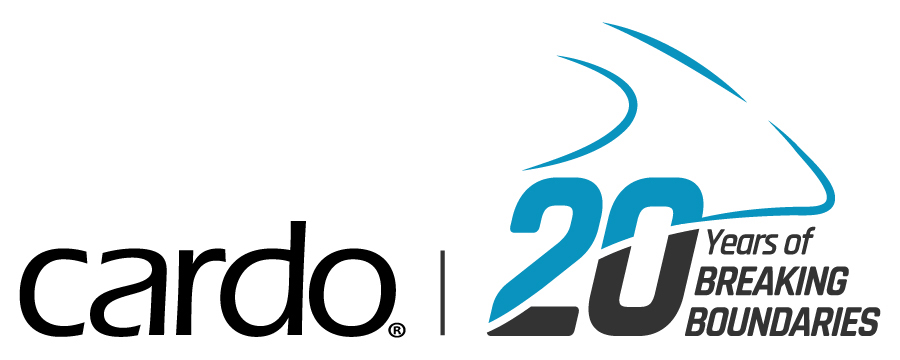 cardo®
20
Years of
BREAKING
BOUNDARIES